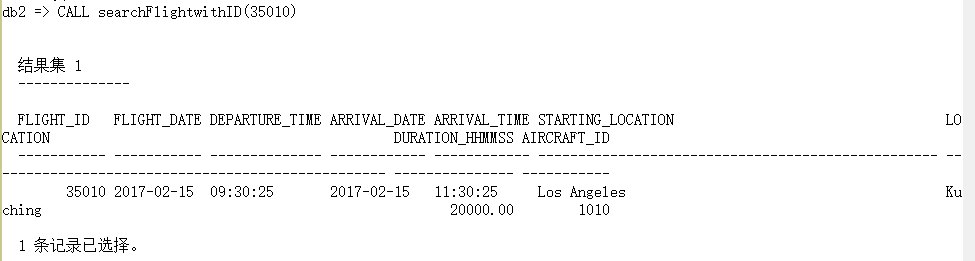 db2 => CALL searchFlightwithID(35010)
结果集 1
--------------
FLIGHT_ID FLIGHT_DATE DEPARTURE_TIME ARRIVAL_DATE ARRIVAL_TIME STARTING_LOCATION LO
CATION DURATION_HHMMSS AIRCRAFT_ID
----------- ----------- -------------- ------------ ------------ -------------------------------------------------- --
------------------------------------------------ --------------- -----------
35010 2017-02-15 09:30:25 2017-02-15 11:30:25 Los Angeles Ku
ching 20000.00 1010
1 条记录已选择。